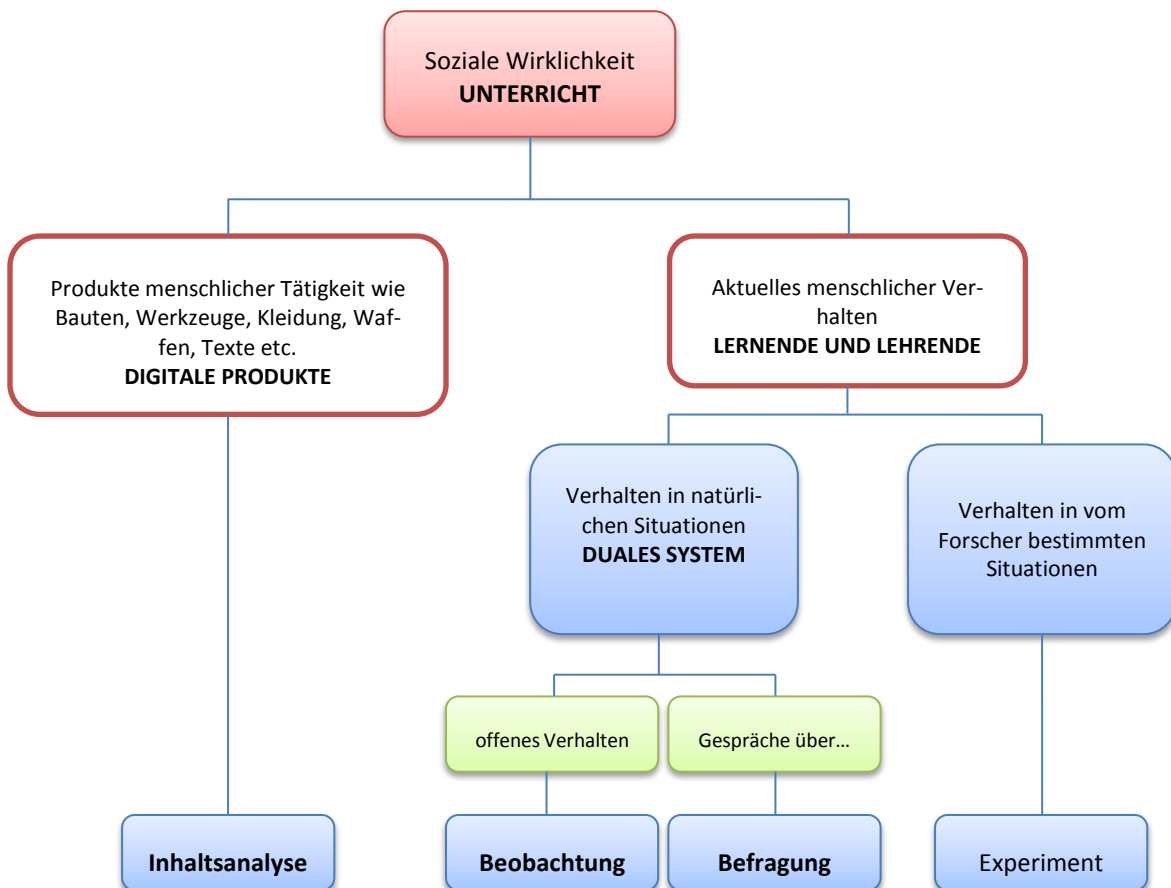 Soziale Wirklichkeit
UNTERRICHT
Produkte menschlicher Tätigkeit wie
Bauten, Werkzeuge, Kleidung, Waf-
fen, Texte etc.
DIGITALE PRODUKTE
Aktuelles menschlicher Ver-
halten
LERNENDE UND LEHRENDE
Verhalten in natürli-
chen Situationen
DUALES SYSTEM
Verhalten in vom
Forscher bestimmten
Situationen
offenes Verhalten
Gespräche über…
Inhaltsanalyse
Beobachtung
Befragung
Experiment